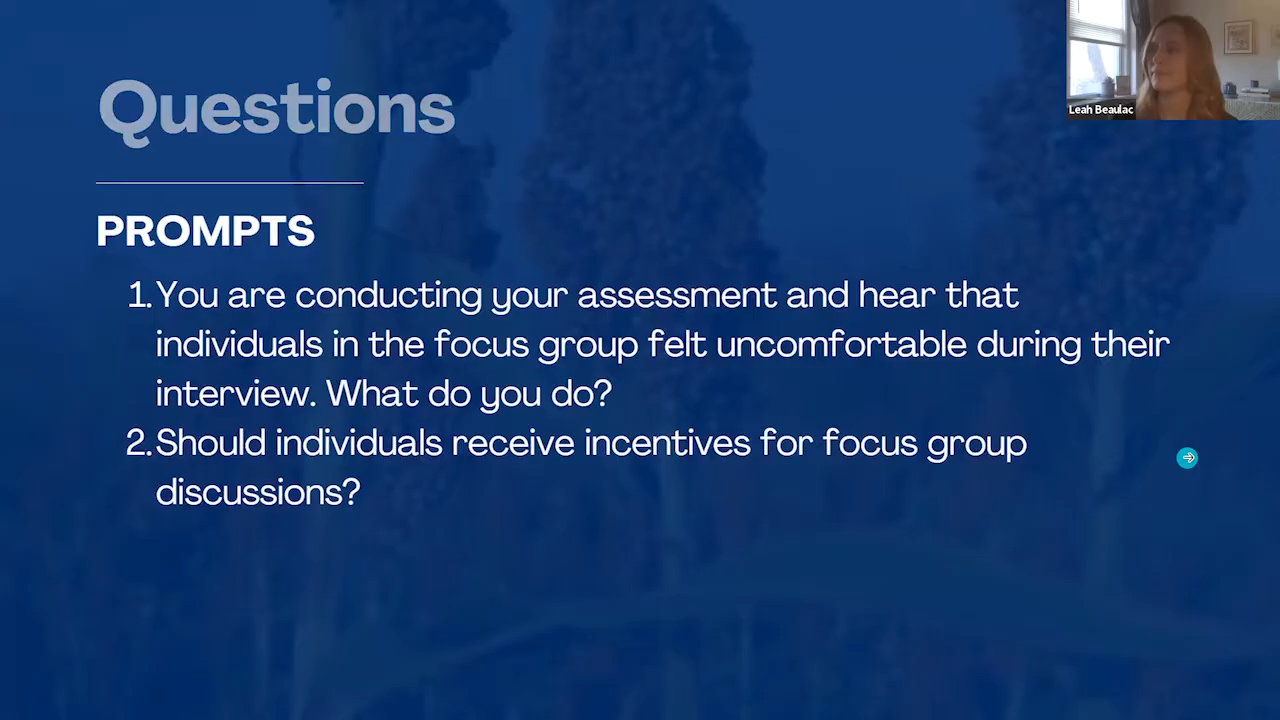 Questions
Leah Beaulac
PROMPTS
1. You are conducting your assessment and hear that
individuals in the focus group felt uncomfortable during their
interview. What do you do?
2. Should individuals receive incentives for focus group
discussions?